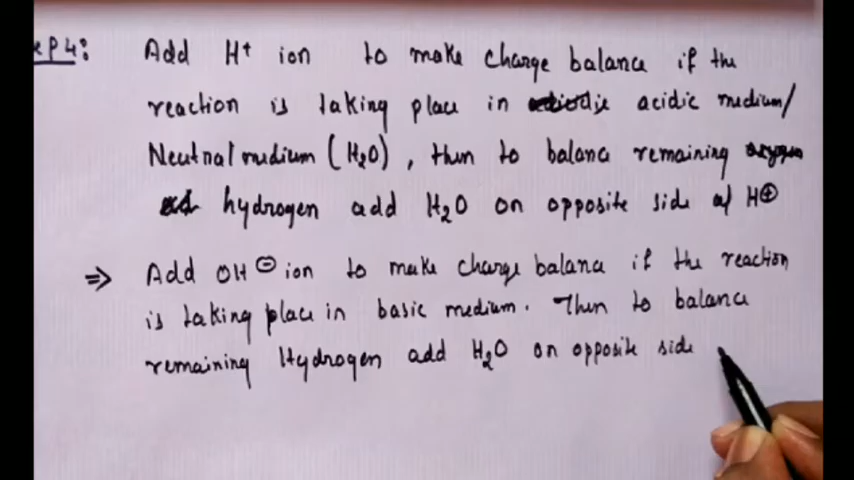 ep4: Add H+ ion to make charge balance if the
reaction is taking place in acidic medium/
Neutral medium (H2O), then to balance remaining
hydrogen add H2O on opposite side of H⊕
⇒ Add OH⊖ ion to make charge balance if the reaction
is taking place in basic medium. Then to balance
remaining Hydrogen add H2O on opposite side